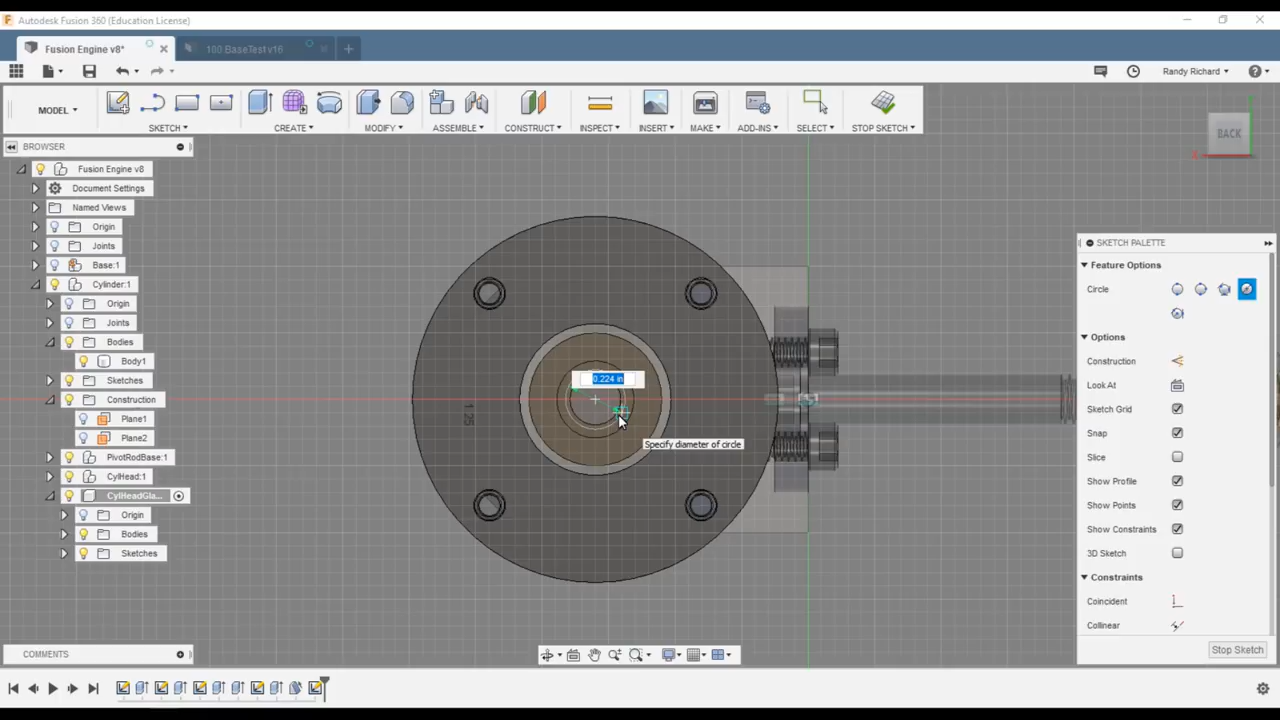 Autodesk Fusion 360 (Education License)
Fusion Engine v8*
100 BaseTest v16
Randy Richard
MODEL
SKETCH
CREATE
MODIFY
ASSEMBLE
CONSTRUCT
INSPECT
INSERT
MAKE
ADD-INS
SELECT
STOP SKETCH
BACK
BROWSER
Fusion Engine v8
Document Settings
Named Views
Origin
Joints
Base:1
Cylinder:1
Origin
Joints
Bodies
Body1
Sketches
Construction
Plane1
Plane2
PivotRodBase:1
CylHead:1
CylHeadGla...
Origin
Bodies
Sketches
0.224 in
Specify diameter of circle
1.25
SKETCH PALETTE
Feature Options
Circle
Options
Construction
Look At
Sketch Grid
Snap
Slice
Show Profile
Show Points
Show Constraints
3D Sketch
Constraints
Coincident
Collinear
Stop Sketch
COMMENTS